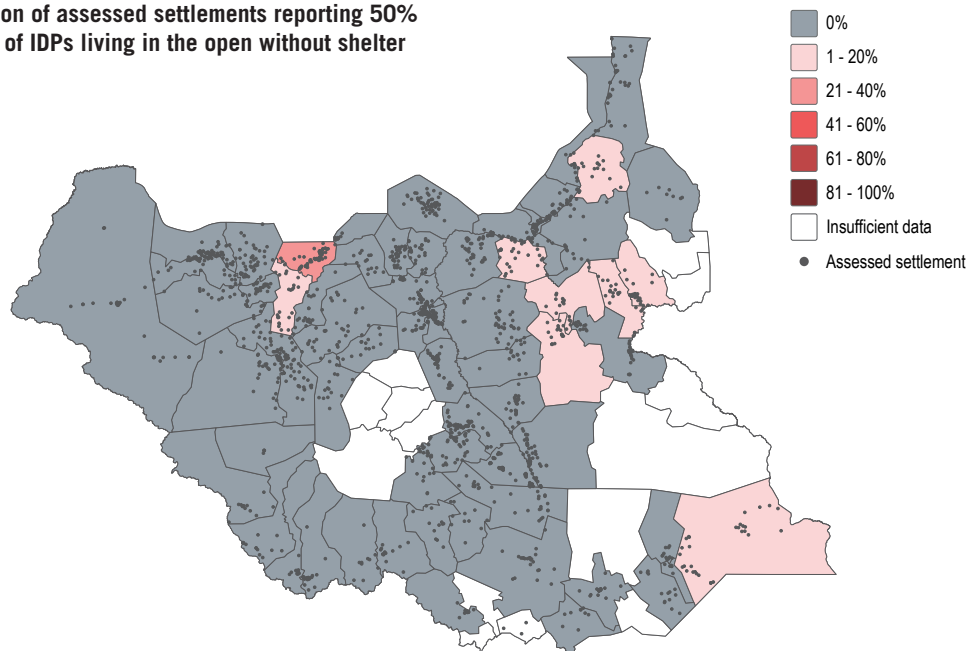 on of assessed settlements reporting 50%
of IDPs living in the open without shelter
0%
1 - 20%
21 - 40%
41 - 60%
61 - 80%
81 - 100%
Insufficient data
Assessed settlement